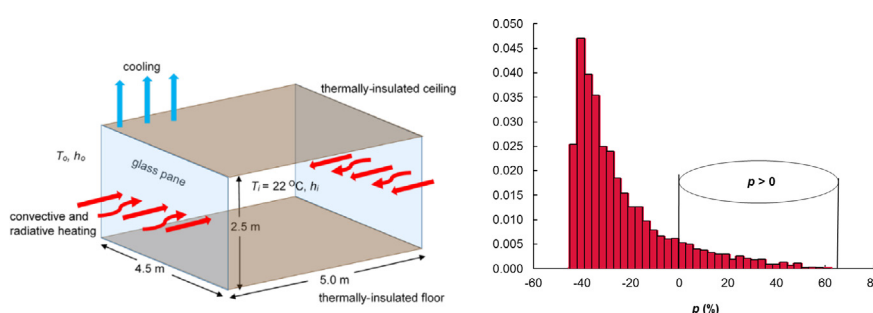 cooling
thermally-insulated ceiling
To, ho
glass pane
Ti = 22 °C, hi
convective and
radiative heating
2.5 m
4.5 m
5.0 m
thermally-insulated floor
0.050
0.045
0.040
0.035
0.030
0.025
0.020
0.015
0.010
0.005
0.000
p > 0
-60
-40
-20
0
20
40
60
80
p (%)